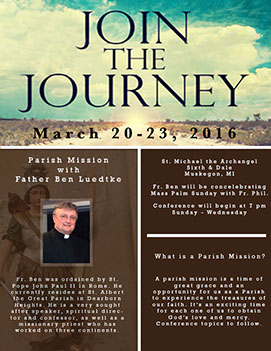 JOIN
THE
JOURNEY
March 20-23, 2016
Parish Mission
with
Father Ben Luedtke
Fr. Ben was ordained by St.
Pope John Paul II in Rome. He
currently resides at St. Albert
the Great Parish in Dearborn
Heights. He is a very sought
after speaker, spiritual direc-
tor and confessor, as well as a
missionary priest who has
worked on three continents.
St. Michael the Archangel
Sixth & Dale
Muskegon, MI
Fr. Ben will be concelebrating
Mass Palm Sunday with Fr. Phil.
Conference will begin at 7 pm
Sunday - Wednesday
What is a Parish Mission?
A parish mission is a time of
great grace and an
opportunity for us as a Parish
to experience the treasures of
our faith. It's an exciting time
for each one of us to obtain
God's love and mercy.
Conference topics to follow.